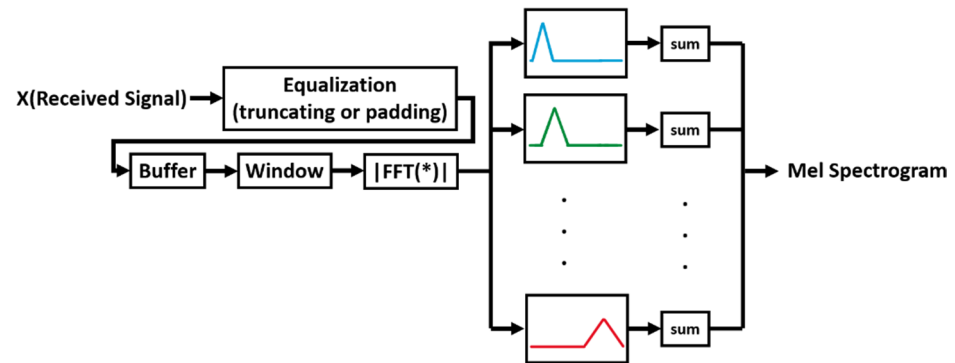 X(Received Signal)
Equalization
(truncating or padding)
Buffer
Window
|FFT(*)|
sum
sum
sum
Mel Spectrogram